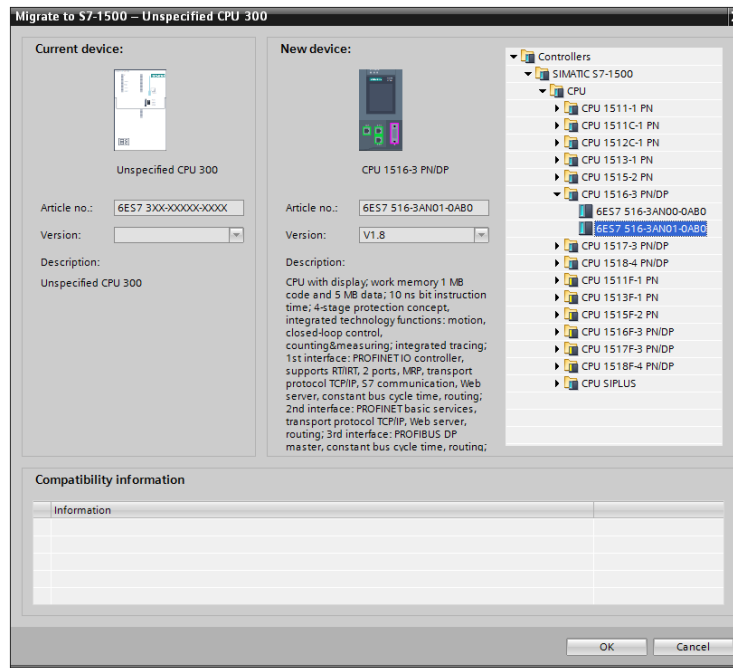 Migrate to S7-1500 – Unspecified CPU 300
Current device:
Unspecified CPU 300
Article no.:
6ES7 3XX-XXXXX-XXXX
Version:
Description:
Unspecified CPU 300
New device:
CPU 1516-3 PN/DP
Article no.:
6ES7 516-3AN01-0AB0
Version:
V1.8
Description:
CPU with display; work memory 1 MB
code and 5 MB data; 10 ns bit instruction
time; 4-stage protection concept,
integrated technology functions: motion,
closed-loop control,
counting&measuring; integrated tracing;
1st interface: PROFINET IO controller,
supports RT/IRT, 2 ports, MRP, transport
protocol TCP/IP, S7 communication, Web
server, constant bus cycle time, routing;
2nd interface: PROFINET basic services,
transport protocol TCP/IP, Web server,
routing; 3rd interface: PROFIBUS DP
master, constant bus cycle time, routing;
Controllers
SIMATIC S7-1500
CPU
CPU 1511-1 PN
CPU 1511C-1 PN
CPU 1512C-1 PN
CPU 1513-1 PN
CPU 1515-2 PN
CPU 1516-3 PN/DP
6ES7 516-3AN00-0AB0
6ES7 516-3AN01-0AB0
CPU 1517-3 PN/DP
CPU 1518-4 PN/DP
CPU 1511F-1 PN
CPU 1513F-1 PN
CPU 1515F-2 PN
CPU 1516F-3 PN/DP
CPU 1517F-3 PN/DP
CPU 1518F-4 PN/DP
CPU SIPLUS
Compatibility information
Information
OK
Cancel